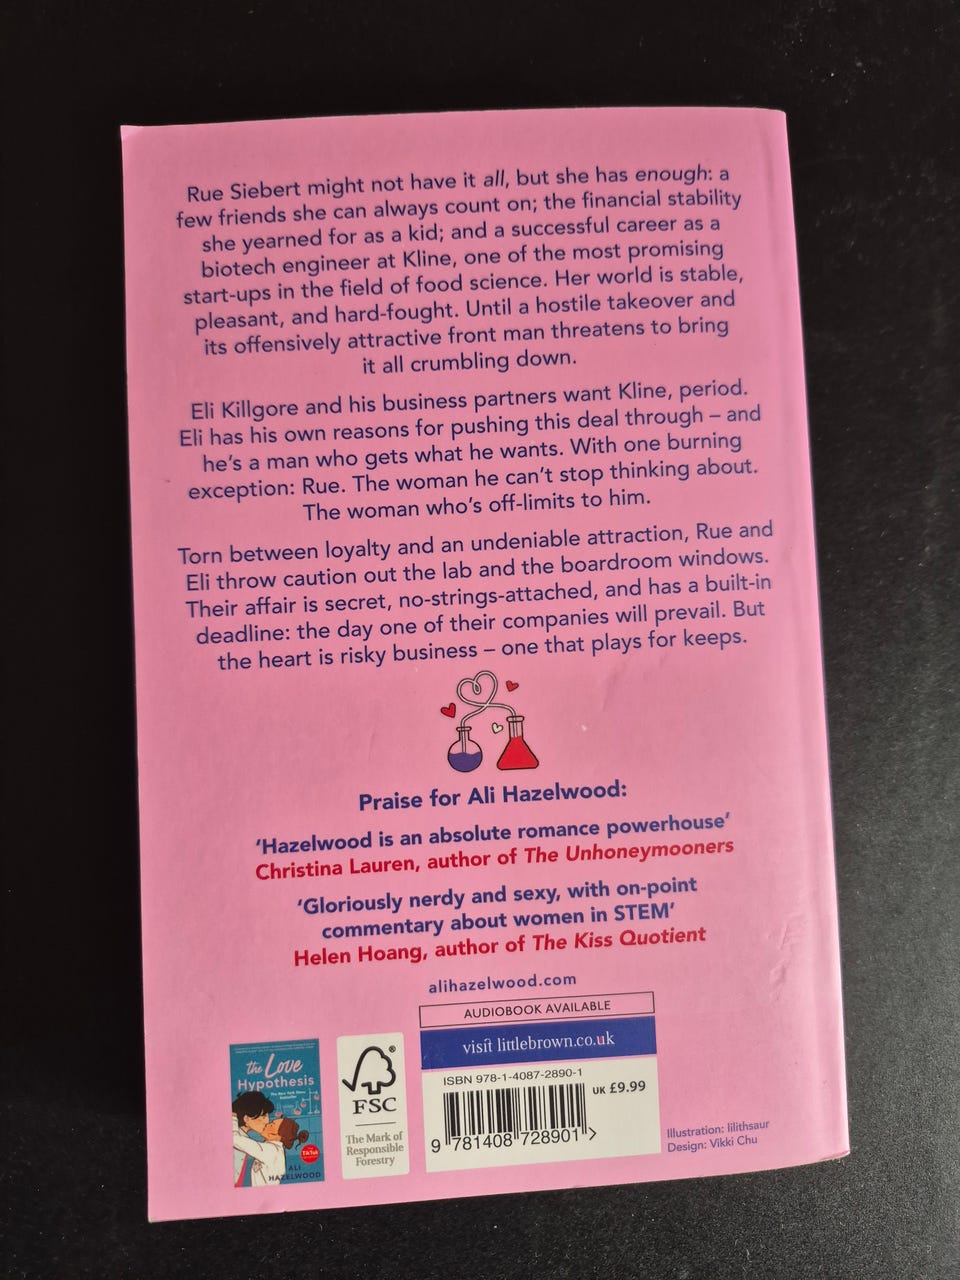 Rue Siebert might not have it all, but she has enough: a
few friends she can always count on; the financial stability
she yearned for as a kid; and a successful career as a
biotech engineer at Kline, one of the most promising
start-ups in the field of food science. Her world is stable,
pleasant, and hard-fought. Until a hostile takeover and
its offensively attractive front man threatens to bring
it all crumbling down.
Eli Killgore and his business partners want Kline, period.
Eli has his own reasons for pushing this deal through – and
he's a man who gets what he wants. With one burning
exception: Rue. The woman he can't stop thinking about.
The woman who's off-limits to him.
Torn between loyalty and an undeniable attraction, Rue and
Eli throw caution out the lab and the boardroom windows.
Their affair is secret, no-strings-attached, and has a built-in
deadline: the day one of their companies will prevail. But
the heart is risky business – one that plays for keeps.
Praise for Ali Hazelwood:
'Hazelwood is an absolute romance powerhouse'
Christina Lauren, author of The Unhoneymooners
'Gloriously nerdy and sexy, with on-point
commentary about women in STEM'
Helen Hoang, author of The Kiss Quotient
alihazelwood.com
AUDIOBOOK AVAILABLE
visit littlebrown.co.uk
ISBN 978-1-4087-2890-1
UK £9.99
9 781408 728901 >
the Love
Hypothesis
The New York Times
Bestseller
TikTok
ALI
HAZELWOOD
®
FSC
The Mark of
Responsible
Forestry
Illustration: lilithsaur
Design: Vikki Chu